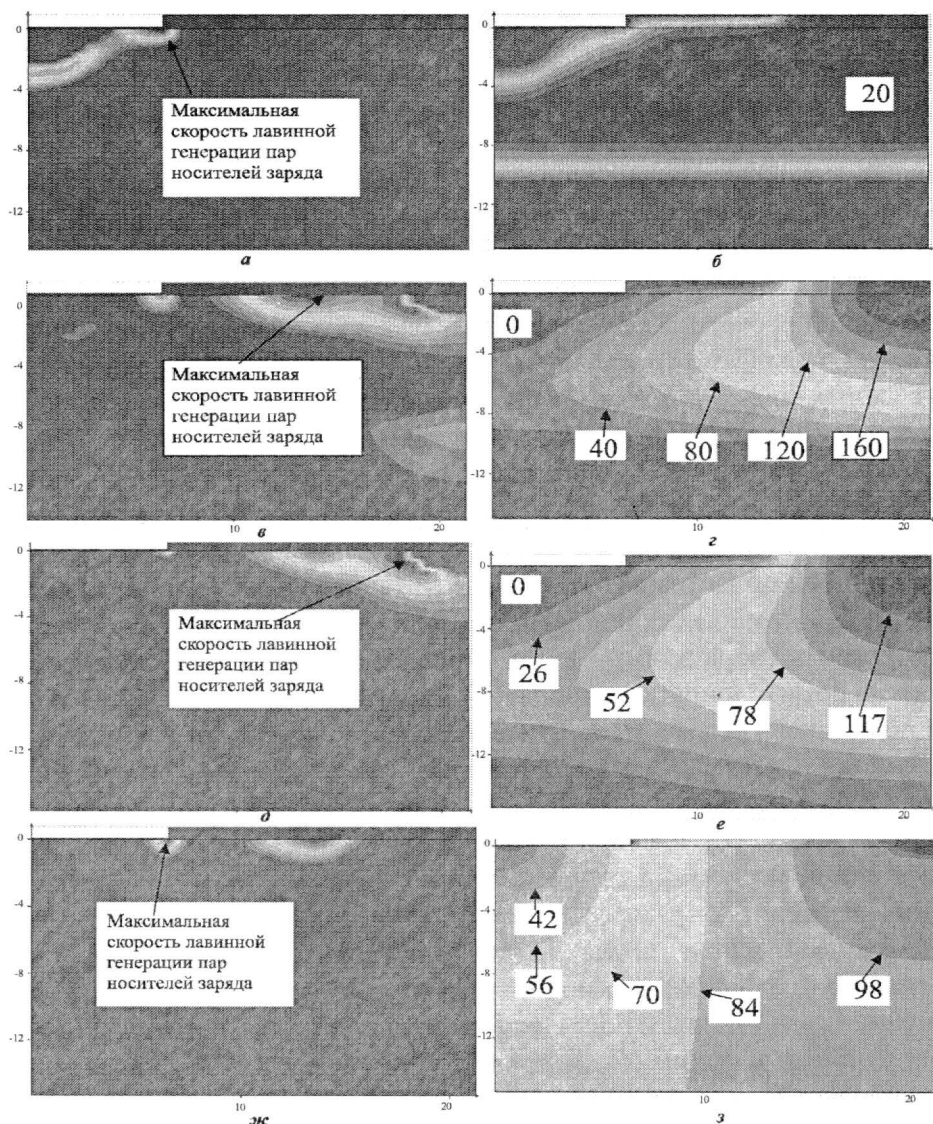 0
-4
-8
-12
Максимальная
скорость лавинной
генерации пар
носителей заряда
а
0
-4
-8
-12
20
б
0
-4
-8
-12
Максимальная
скорость лавинной
генерации пар
носителей заряда
10
20
в
0
-4
-8
-12
0
40
80
120
160
10
20
г
0
-4
-8
-12
Максимальная
скорость лавинной
генерации пар
носителей заряда
д
0
-4
-8
-12
0
26
52
78
117
е
0
-4
-8
-12
Максимальная
скорость лавинной
генерации пар
носителей заряда
10
20
ж
0
-4
-8
-12
42
56
70
84
98
10
20
з